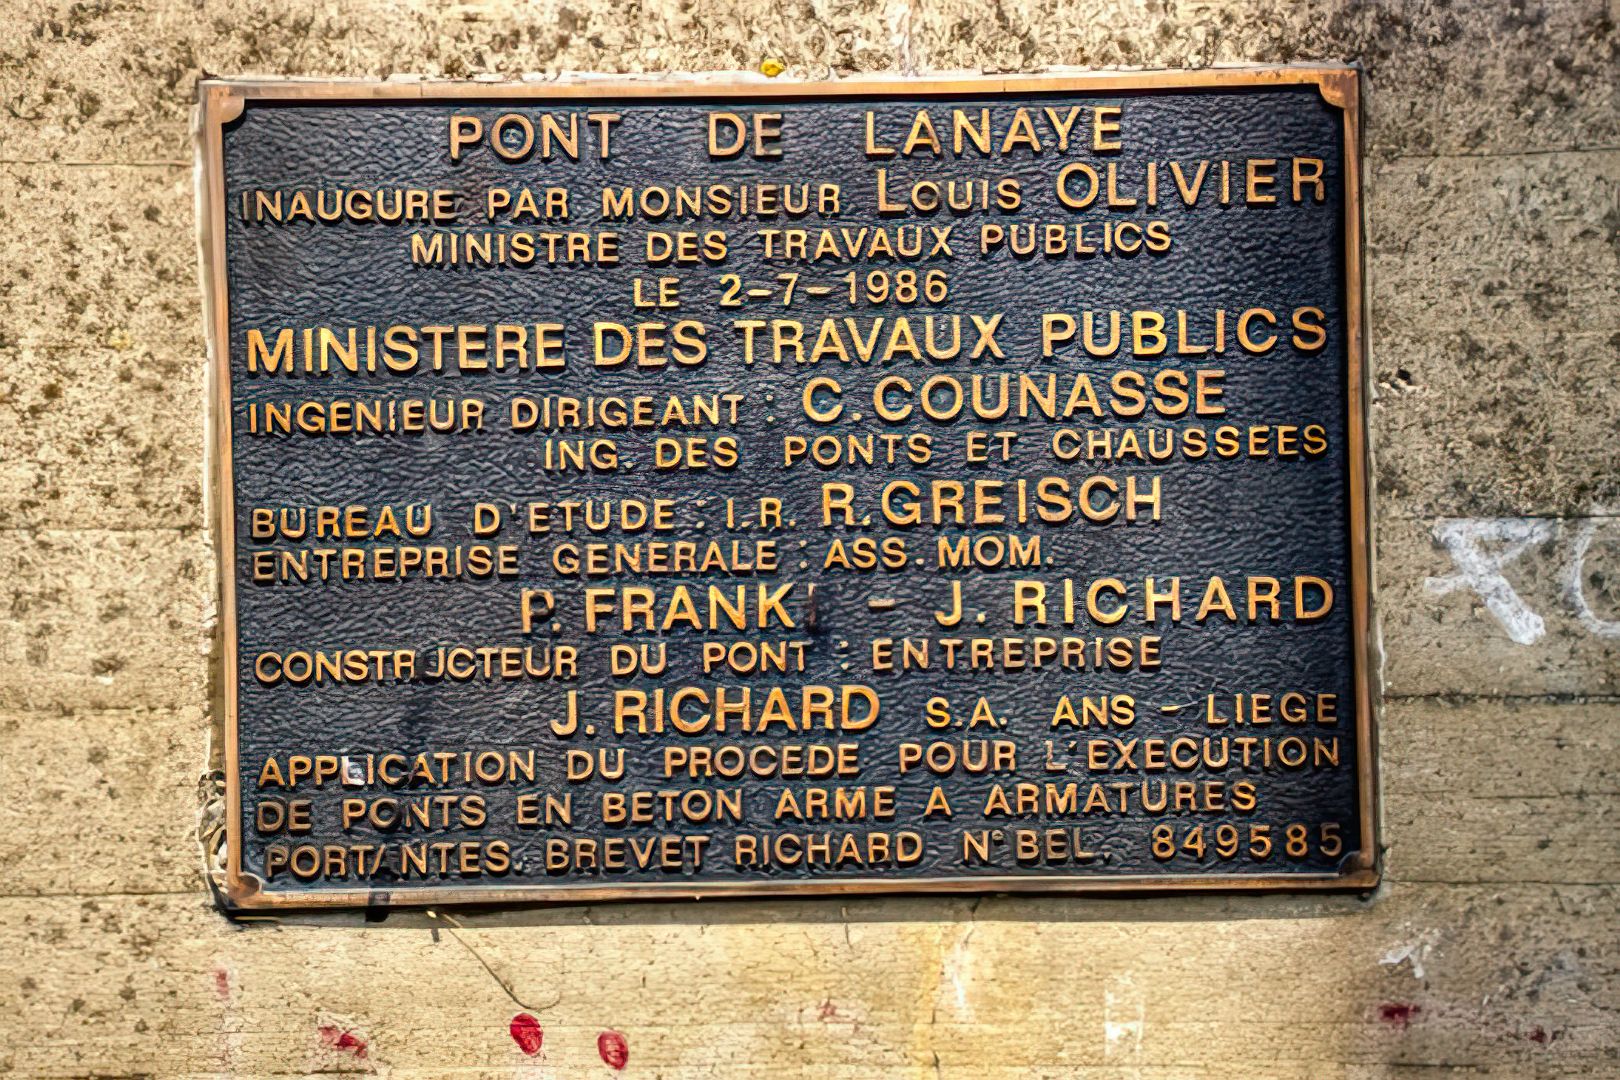 PONT DE LANAYE
INAUGURE PAR MONSIEUR LOUIS OLIVIER
MINISTRE DES TRAVAUX PUBLICS
LE 2-7-1986
MINISTERE DES TRAVAUX PUBLICS
INGENIEUR DIRIGEANT : C. COUNASSE
ING. DES PONTS ET CHAUSSEES
BUREAU D'ETUDE : I.R. R. GREISCH
ENTREPRISE GENERALE : ASS. MOM.
P. FRANKI - J. RICHARD
CONSTRUCTEUR DU PONT : ENTREPRISE
J. RICHARD S.A. ANS - LIEGE
APPLICATION DU PROCEDE POUR L'EXECUTION
DE PONTS EN BETON ARME A ARMATURES
PORTANTES. BREVET RICHARD N° BEL. 849585